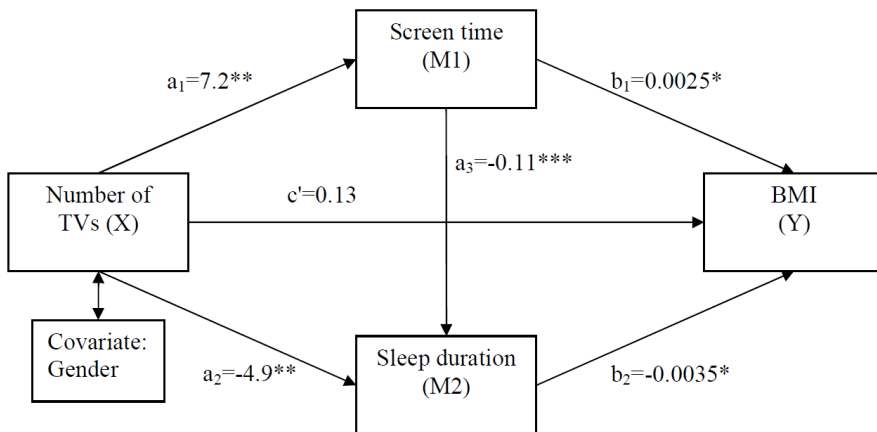 Screen time
(M1)
a₁=7.2**
b₁=0.0025*
a₃=-0.11***
Number of
TVs (X)
c'=0.13
BMI
(Y)
Covariate:
Gender
a₂=-4.9**
Sleep duration
(M2)
b₂=-0.0035*